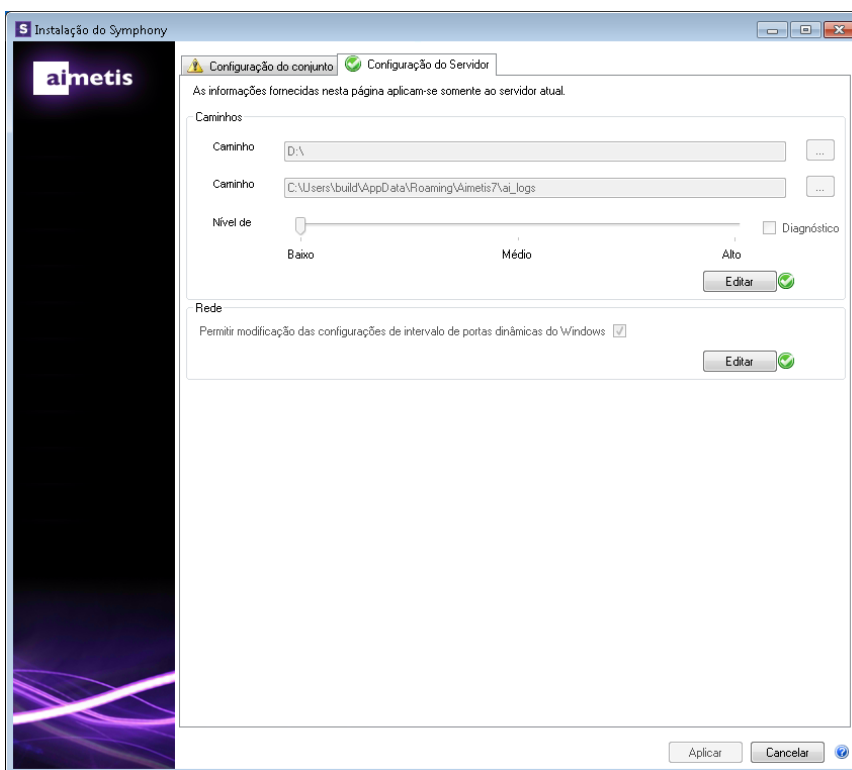 S Instalação do Symphony
aimetis
Configuração do conjunto Configuração do Servidor
As informações fornecidas nesta página aplicam-se somente ao servidor atual.
Caminhos
Caminho D:\ ...
Caminho C:\Users\build\AppData\Roaming\Aimetis7\ai_logs ...
Nível de Diagnóstico
Baixo Médio Alto
Editar
Rede
Permitir modificação das configurações de intervalo de portas dinâmicas do Windows
Editar
Aplicar Cancelar ?